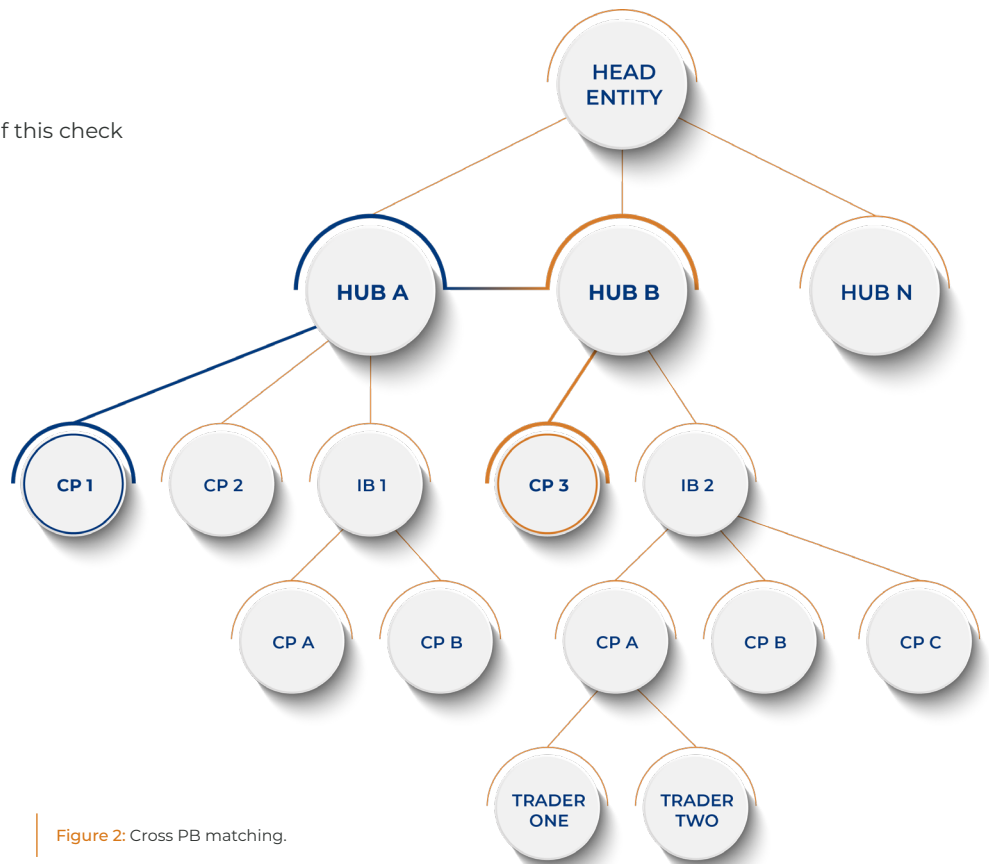 HEAD
ENTITY
f this check
HUB A
HUB B
HUB N
CP 1
CP 2
IB 1
CP 3
IB 2
CP A
CP B
CP A
CP B
CP C
TRADER
ONE
TRADER
TWO
Figure 2: Cross PB matching.